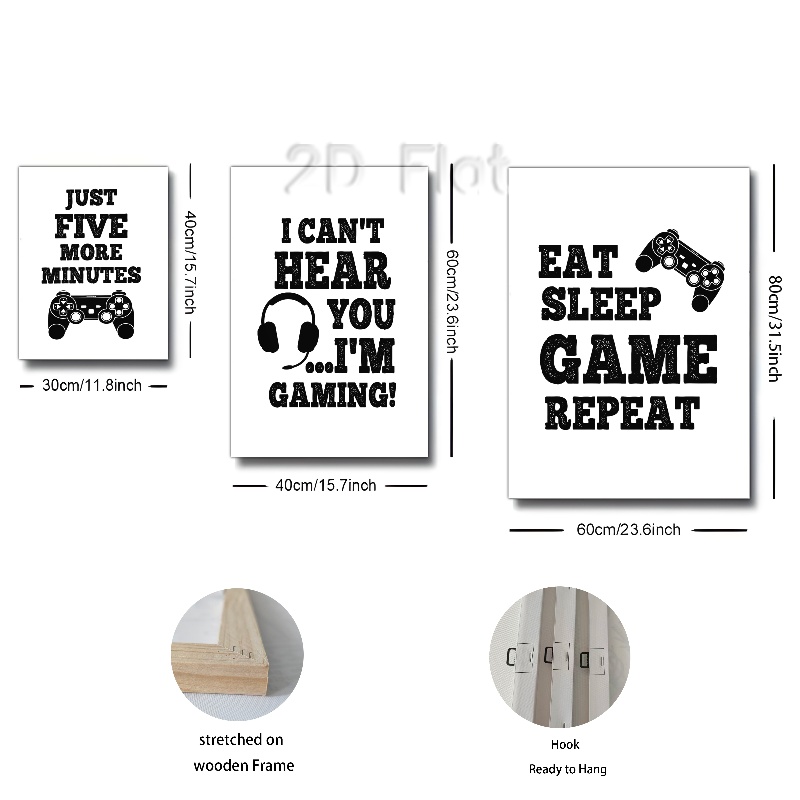 2D Flat
JUST
FIVE
MORE
MINUTES
40cm/15.7inch
30cm/11.8inch
I CAN'T
HEAR
YOU
...I'M
GAMING!
60cm/23.6inch
40cm/15.7inch
EAT
SLEEP
GAME
REPEAT
80cm/31.5inch
60cm/23.6inch
stretched on
wooden Frame
Hook
Ready to Hang